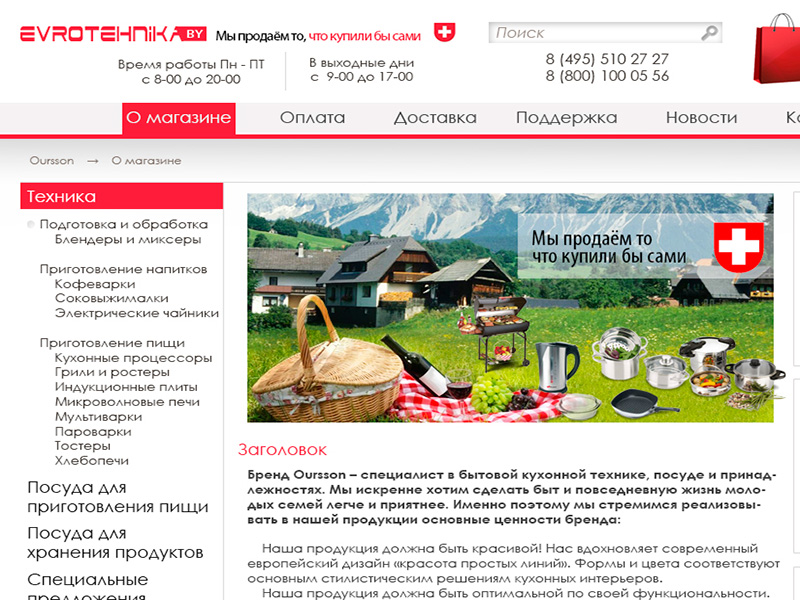 EVROTEHNIKA BY
Мы продаём то, что купили бы сами
Поиск
Время работы Пн - ПТ
с 8-00 до 20-00
В выходные дни
с 9-00 до 17-00
8 (495) 510 27 27
8 (800) 100 05 56
О магазине
Оплата
Доставка
Поддержка
Новости
Oursson → О магазине
Техника
Подготовка и обработка
Блендеры и миксеры
Приготовление напитков
Кофеварки
Соковыжималки
Электрические чайники
Приготовление пищи
Кухонные процессоры
Грили и ростеры
Индукционные плиты
Микроволновые печи
Мультиварки
Пароварки
Тостеры
Хлебопечи
Посуда для
приготовления пищи
Посуда для
хранения продуктов
Специальные
предложения
Мы продаём то
что купили бы сами
Заголовок
Бренд Oursson – специалист в бытовой кухонной технике, посуде и принад-
лежностях. Мы искренне хотим сделать быт и повседневную жизнь моло-
дых семей легче и приятнее. Именно поэтому мы стремимся реализовы-
вать в нашей продукции основные ценности бренда:
Наша продукция должна быть красивой! Нас вдохновляет современный
европейский дизайн «красота простых линий». Формы и цвета соответствуют
основным стилистическим решениям кухонных интерьеров.
Наша продукция должна быть оптимальной по своей функциональности.